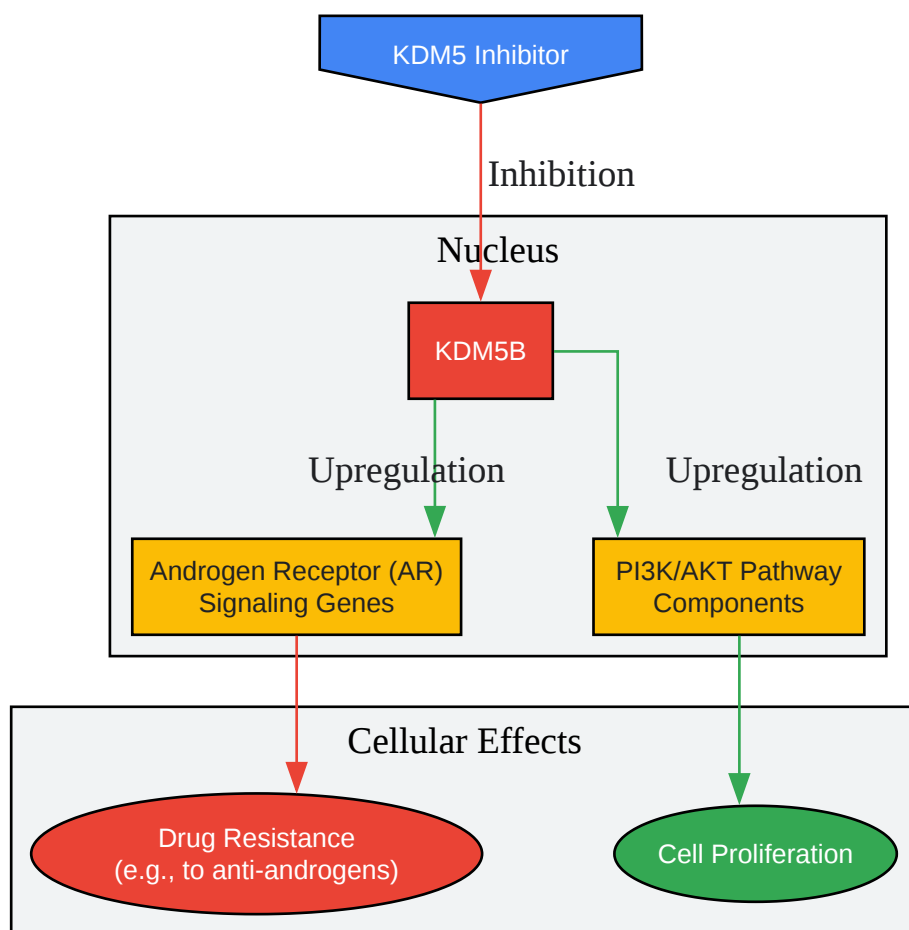 KDM5 Inhibitor
Inhibition
Nucleus
KDM5B
Upregulation
Upregulation
Androgen Receptor (AR)
Signaling Genes
PI3K/AKT Pathway
Components
Cellular Effects
Drug Resistance
(e.g., to anti-androgens)
Cell Proliferation